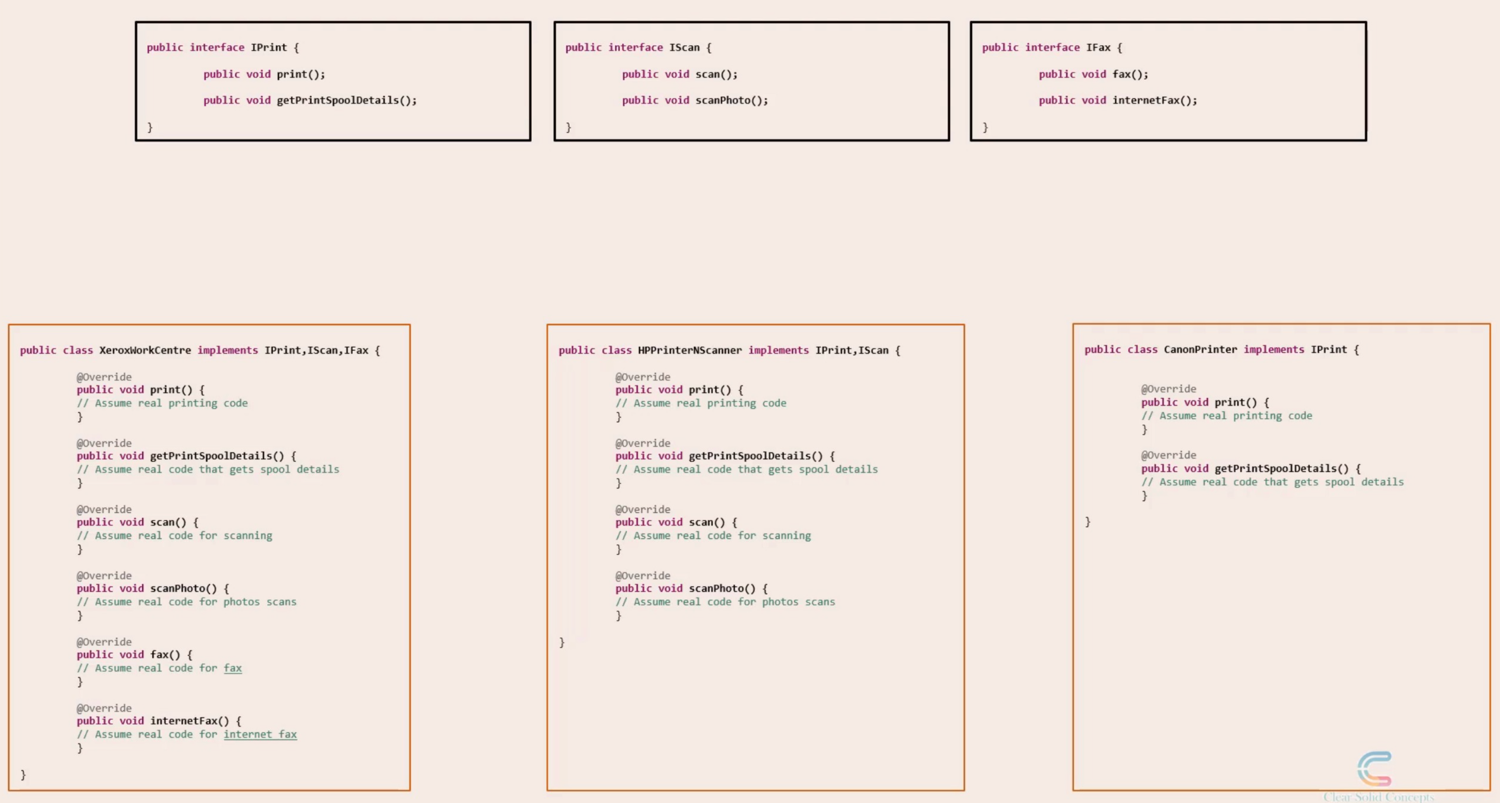 public interface IPrint {
public void print();
public void getPrintSpoolDetails();
}
public interface IScan {
public void scan();
public void scanPhoto();
}
public interface IFax {
public void fax();
public void internetFax();
}
public class XeroxWorkCentre implements IPrint,IScan,IFax {
@Override
public void print() {
// Assume real printing code
}
@Override
public void getPrintSpoolDetails() {
// Assume real code that gets spool details
}
@Override
public void scan() {
// Assume real code for scanning
}
@Override
public void scanPhoto() {
// Assume real code for photos scans
}
@Override
public void fax() {
// Assume real code for fax
}
@Override
public void internetFax() {
// Assume real code for internet fax
}
}
public class HPPrinterNScanner implements IPrint,IScan {
@Override
public void print() {
// Assume real printing code
}
@Override
public void getPrintSpoolDetails() {
// Assume real code that gets spool details
}
@Override
public void scan() {
// Assume real code for scanning
}
@Override
public void scanPhoto() {
// Assume real code for photos scans
}
}
public class CanonPrinter implements IPrint {
@Override
public void print() {
// Assume real printing code
}
@Override
public void getPrintSpoolDetails() {
// Assume real code that gets spool details
}
}
Clear-Solid Concepts